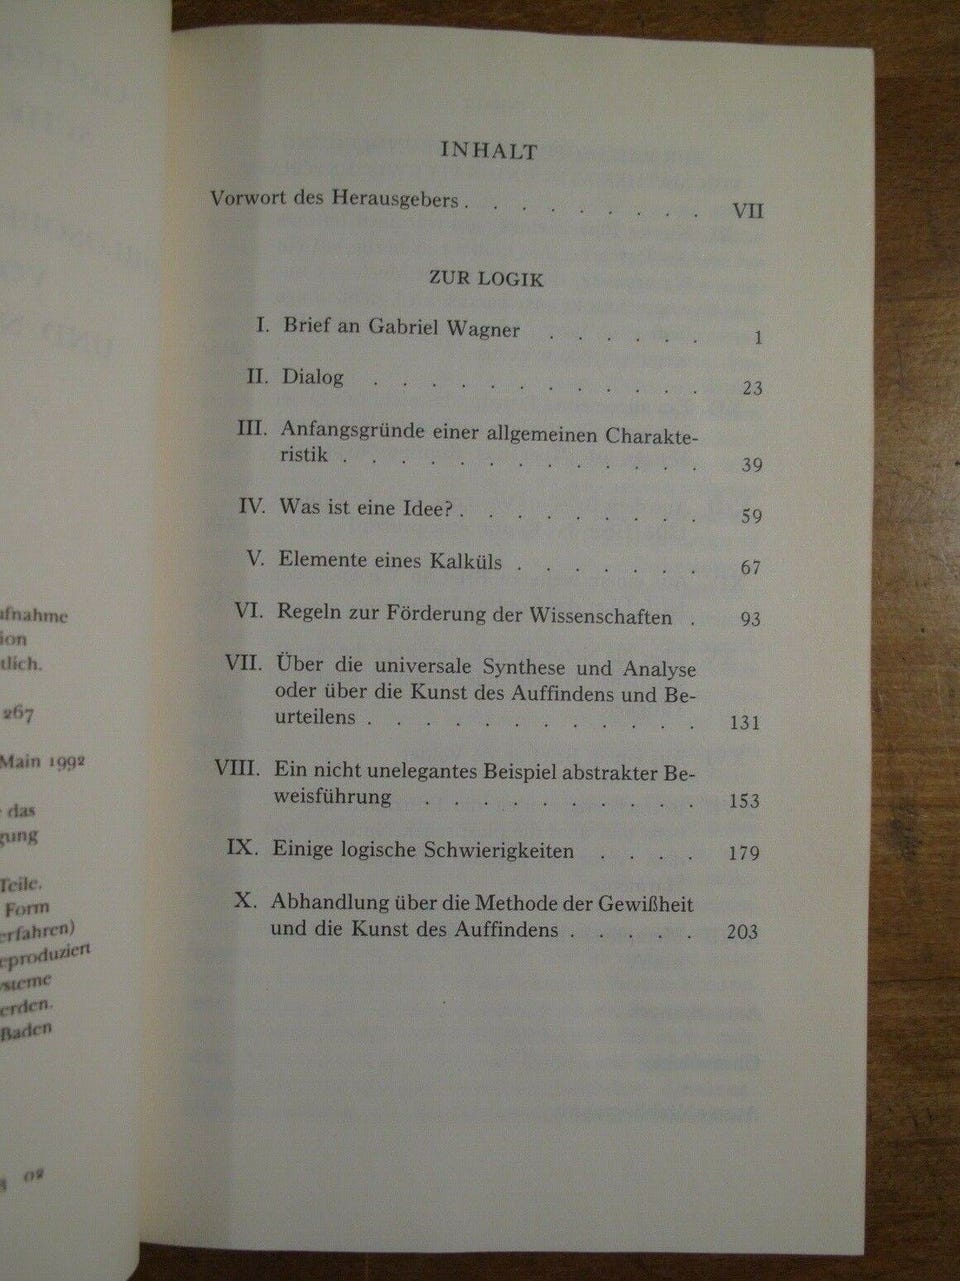 ufnahme
ion
tlich.
267
Main 1992
das
gung
Teile.
Form
erfahren)
eproduziert
ysteme
erden.
Baden
02
INHALT
Vorwort des Herausgebers . . . . . . . . . VII
ZUR LOGIK
I. Brief an Gabriel Wagner . . . . . . 1
II. Dialog . . . . . . . . . . . . 23
III. Anfangsgründe einer allgemeinen Charakte-
ristik . . . . . . . . . . . . . 39
IV. Was ist eine Idee? . . . . . . . . . 59
V. Elemente eines Kalküls . . . . . . . 67
VI. Regeln zur Förderung der Wissenschaften . 93
VII. Über die universale Synthese und Analyse
oder über die Kunst des Auffindens und Be-
urteilens . . . . . . . . . . . . 131
VIII. Ein nicht unelegantes Beispiel abstrakter Be-
weisführung . . . . . . . . . . 153
IX. Einige logische Schwierigkeiten . . . . 179
X. Abhandlung über die Methode der Gewißheit
und die Kunst des Auffindens . . . . . 203